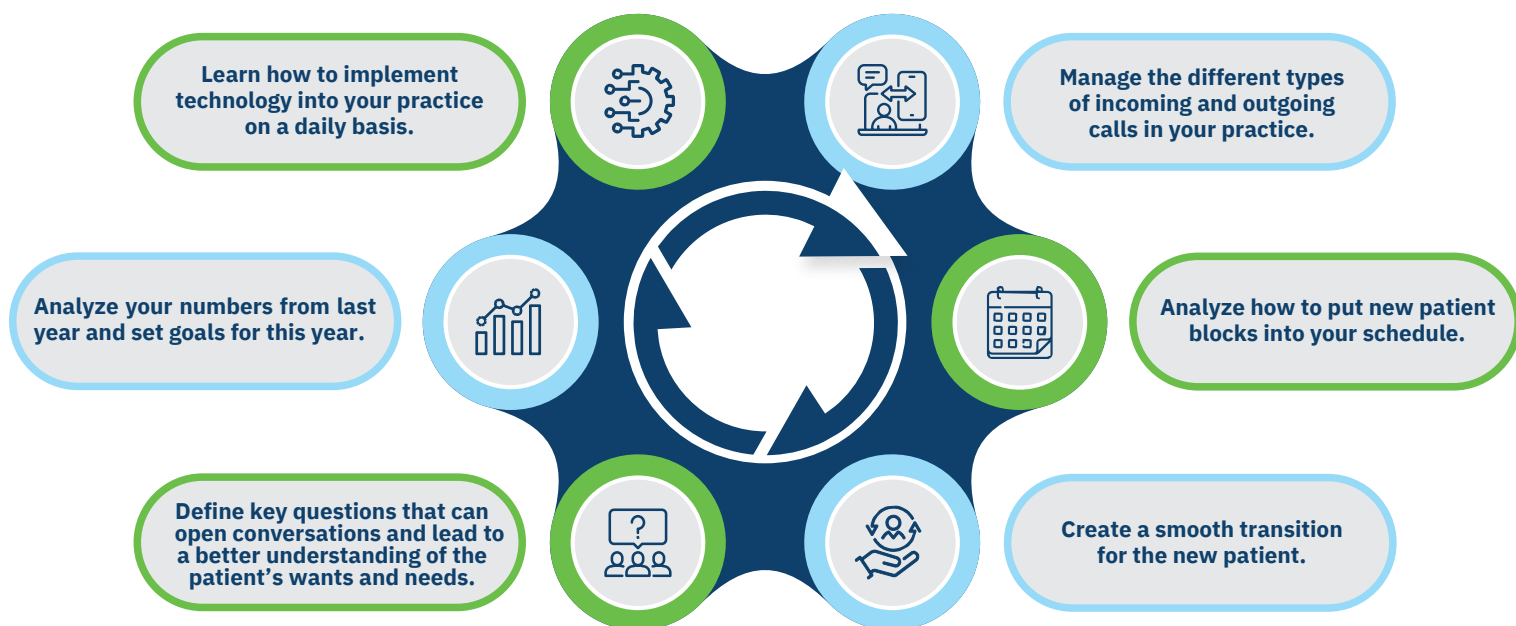 Learn how to implement
technology into your practice
on a daily basis.
Manage the different types
of incoming and outgoing
calls in your practice.
Analyze your numbers from last
year and set goals for this year.
Analyze how to put new patient
blocks into your schedule.
Define key questions that can
open conversations and lead to
a better understanding of the
patient's wants and needs.
?
Create a smooth transition
for the new patient.